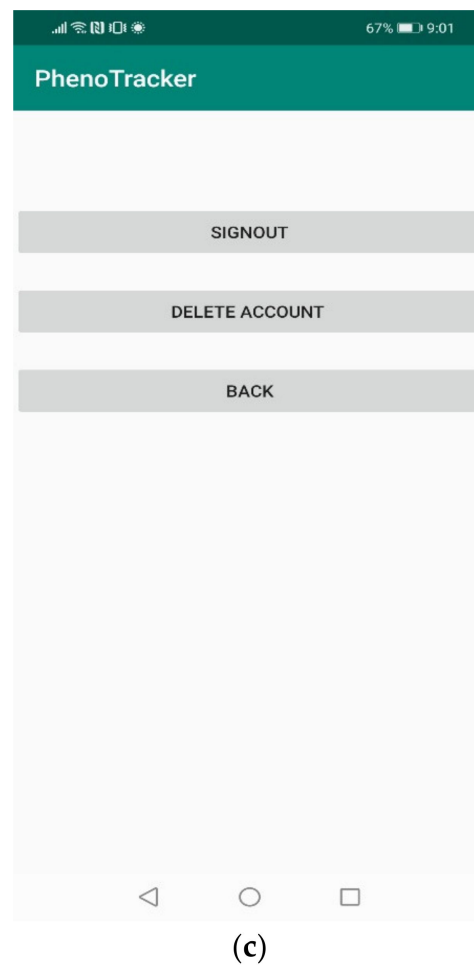 67% 9:01
PhenoTracker
SIGNOUT
DELETE ACCOUNT
BACK
(c)